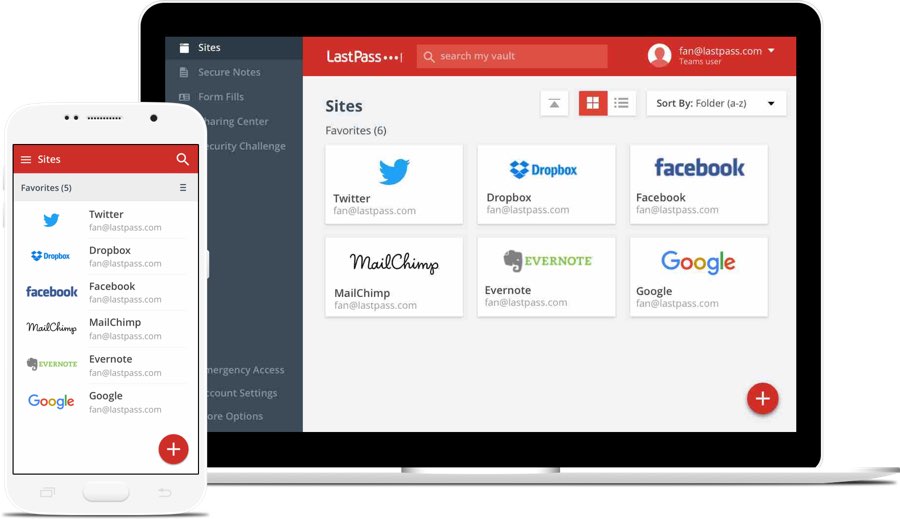 Sites
Secure Notes
Form Fills
haring Center
ecurity Challenge
mergency Access
ccount Settings
ore Options
LastPass
search my vault
fan@lastpass.com
Teams user
Sites
Sort By: Folder (a-z)
Favorites (6)
Twitter
fan@lastpass.com
Dropbox
Dropbox
fan@lastpass.com
facebook
Facebook
fan@lastpass.com
MailChimp
MailChimp
fan@lastpass.com
EVERNOTE
Evernote
fan@lastpass.com
Google
Google
fan@lastpass.com
Sites
Favorites (5)
Twitter
fan@lastpass.com
Dropbox
Dropbox
fan@lastpass.com
facebook
Facebook
fan@lastpass.com
MailChimp
MailChimp
fan@lastpass.com
EVERNOTE
Evernote
fan@lastpass.com
Google
Google
fan@lastpass.com